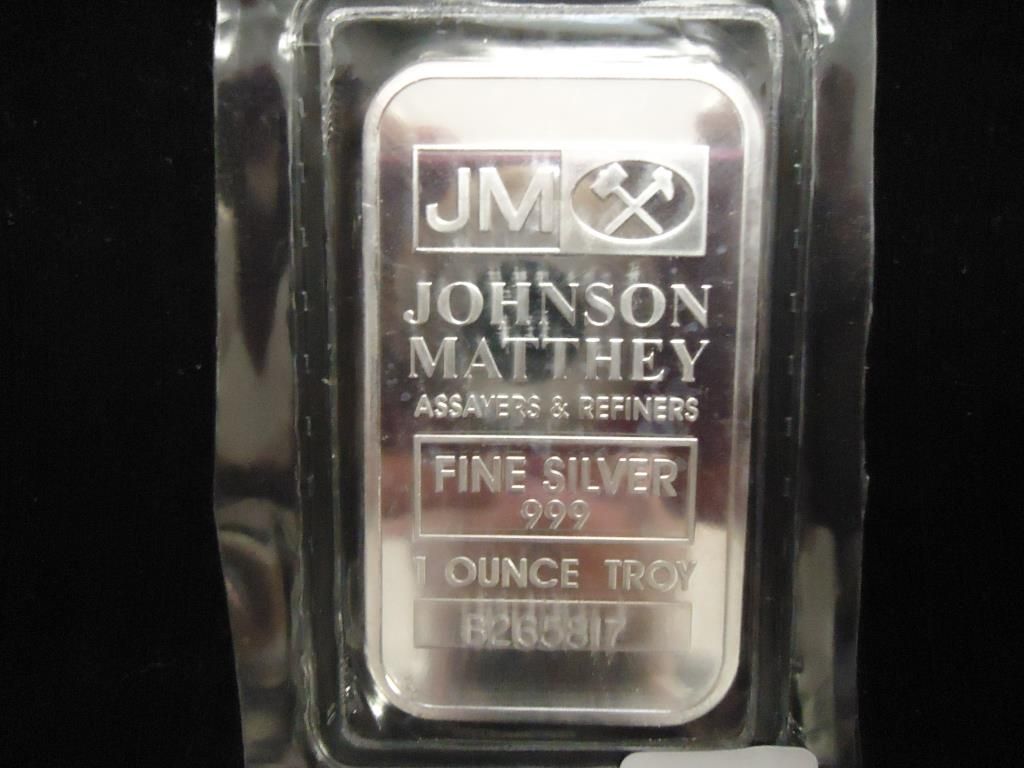 JM
JOHNSON
MATTHEY
ASSAYERS & REFINERS
FINE SILVER
999
1 OUNCE TROY
B265817